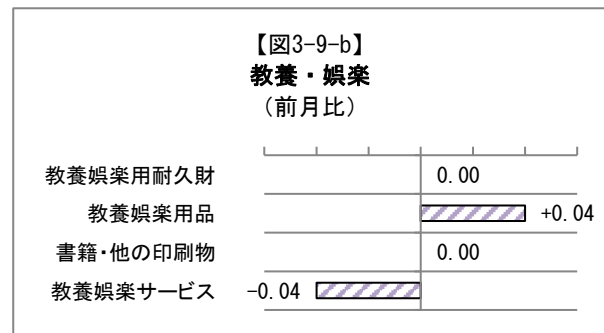 【図3-9-b】
教養・娯楽
（前月比）
教養娯楽用耐久財 0.00
教養娯楽用品 +0.04
書籍・他の印刷物 0.00
教養娯楽サービス -0.04